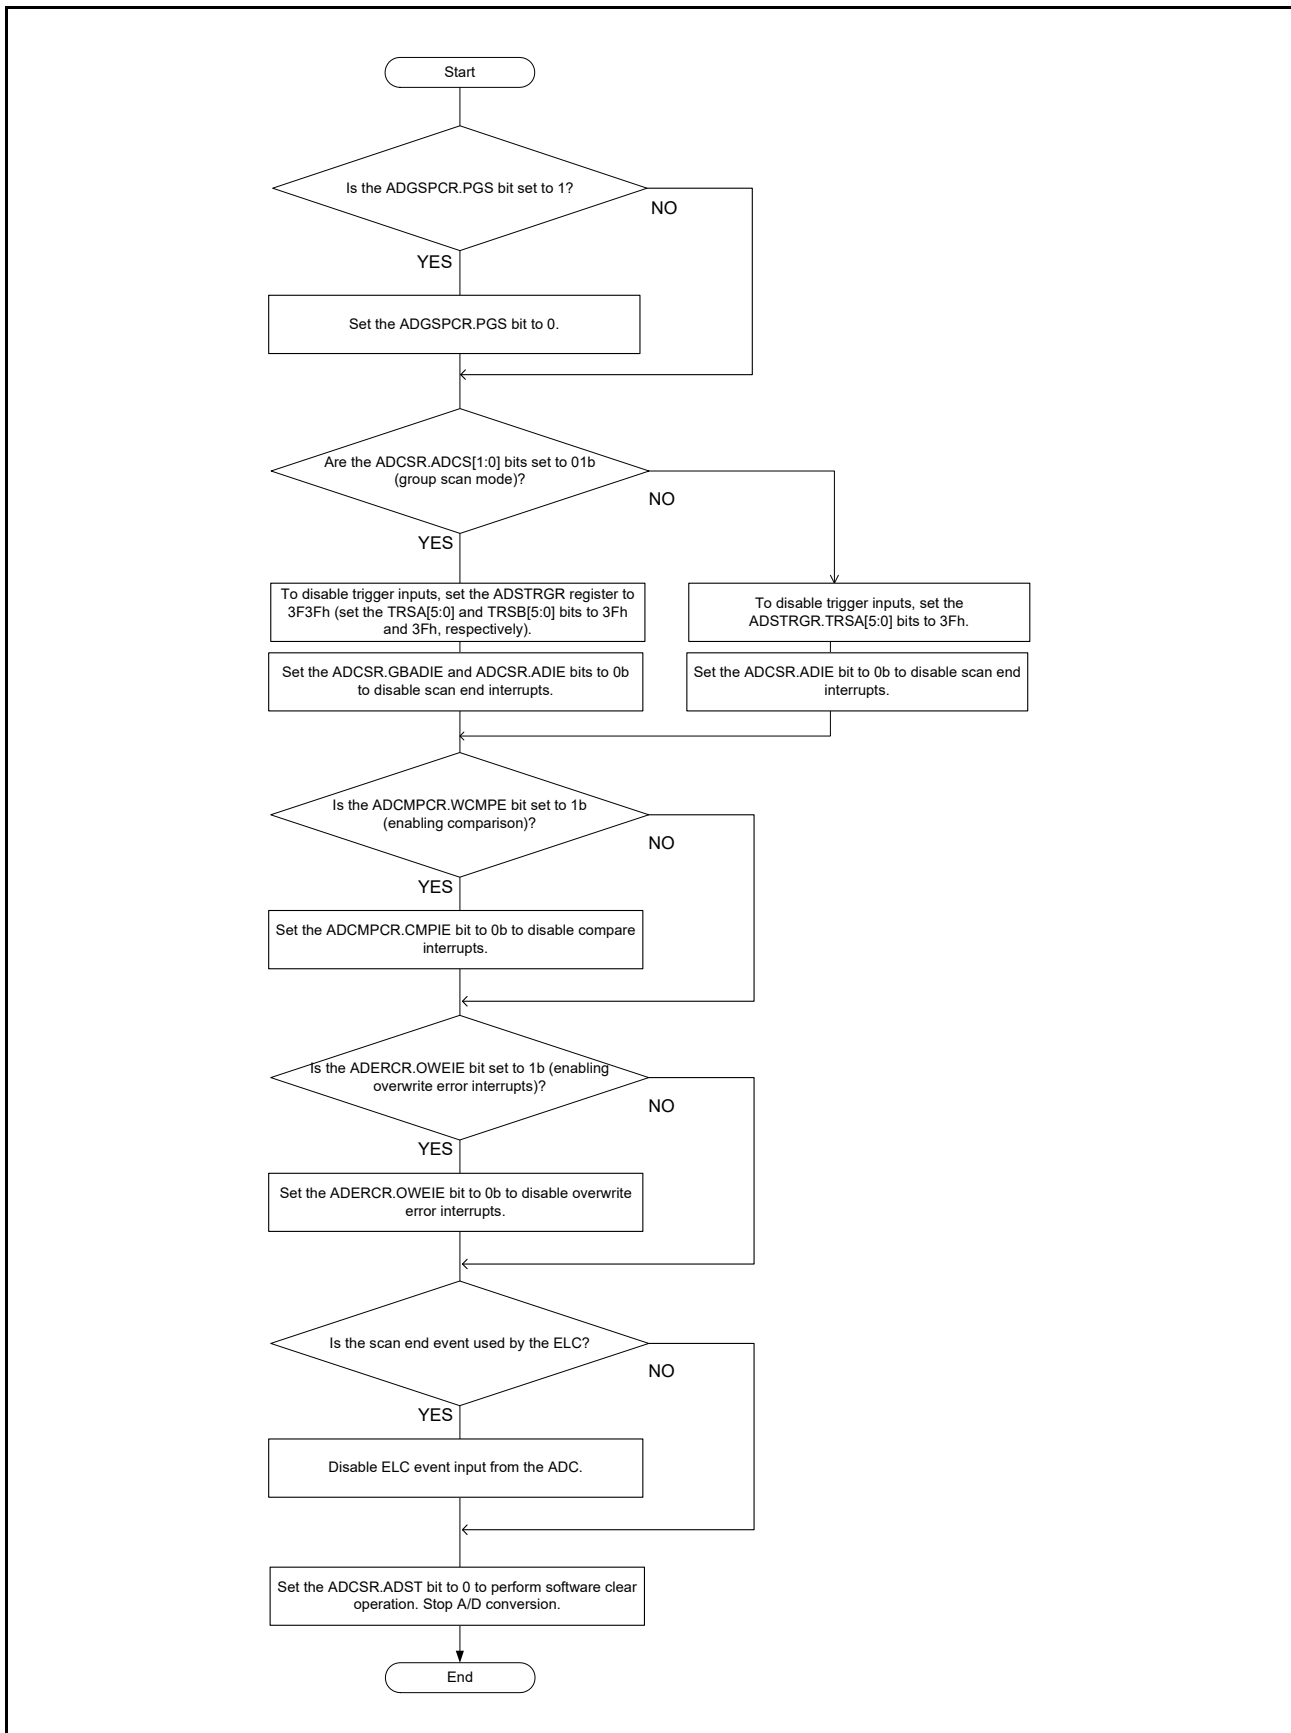 Start
Is the ADGSPCR.PGS bit set to 1?
NO
YES
Set the ADGSPCR.PGS bit to 0.
Are the ADCSR.ADCS[1:0] bits set to 01b
(group scan mode)?
NO
YES
To disable trigger inputs, set the ADSTRGR register to
3F3Fh (set the TRSA[5:0] and TRSB[5:0] bits to 3Fh
and 3Fh, respectively).
To disable trigger inputs, set the
ADSTRGR.TRSA[5:0] bits to 3Fh.
Set the ADCSR.GBADIE and ADCSR.ADIE bits to 0b
to disable scan end interrupts.
Set the ADCSR.ADIE bit to 0b to disable scan end
interrupts.
Is the ADCMPCR.WCMPE bit set to 1b
(enabling comparison)?
NO
YES
Set the ADCMPCR.CMPIE bit to 0b to disable compare
interrupts.
Is the ADERCR.OWEIE bit set to 1b (enabling
overwrite error interrupts)?
NO
YES
Set the ADERCR.OWEIE bit to 0b to disable overwrite
error interrupts.
Is the scan end event used by the ELC?
NO
YES
Disable ELC event input from the ADC.
Set the ADCSR.ADST bit to 0 to perform software clear
operation. Stop A/D conversion.
End